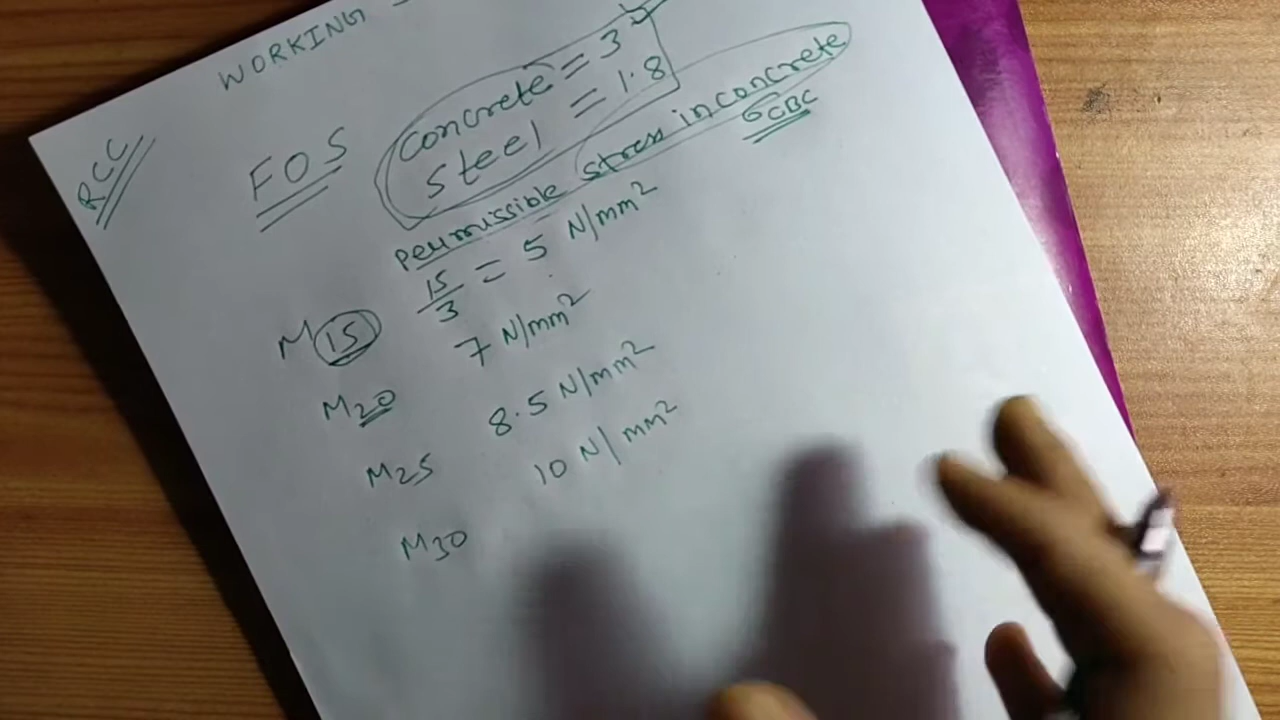 WORKING -
RCC
FOS
concrete = 3
steel = 1.8
Permissible stress in concrete
σCBC
M15 15/3 = 5 N/mm²
M20 7 N/mm²
M25 8.5 N/mm²
M30 10 N/mm²